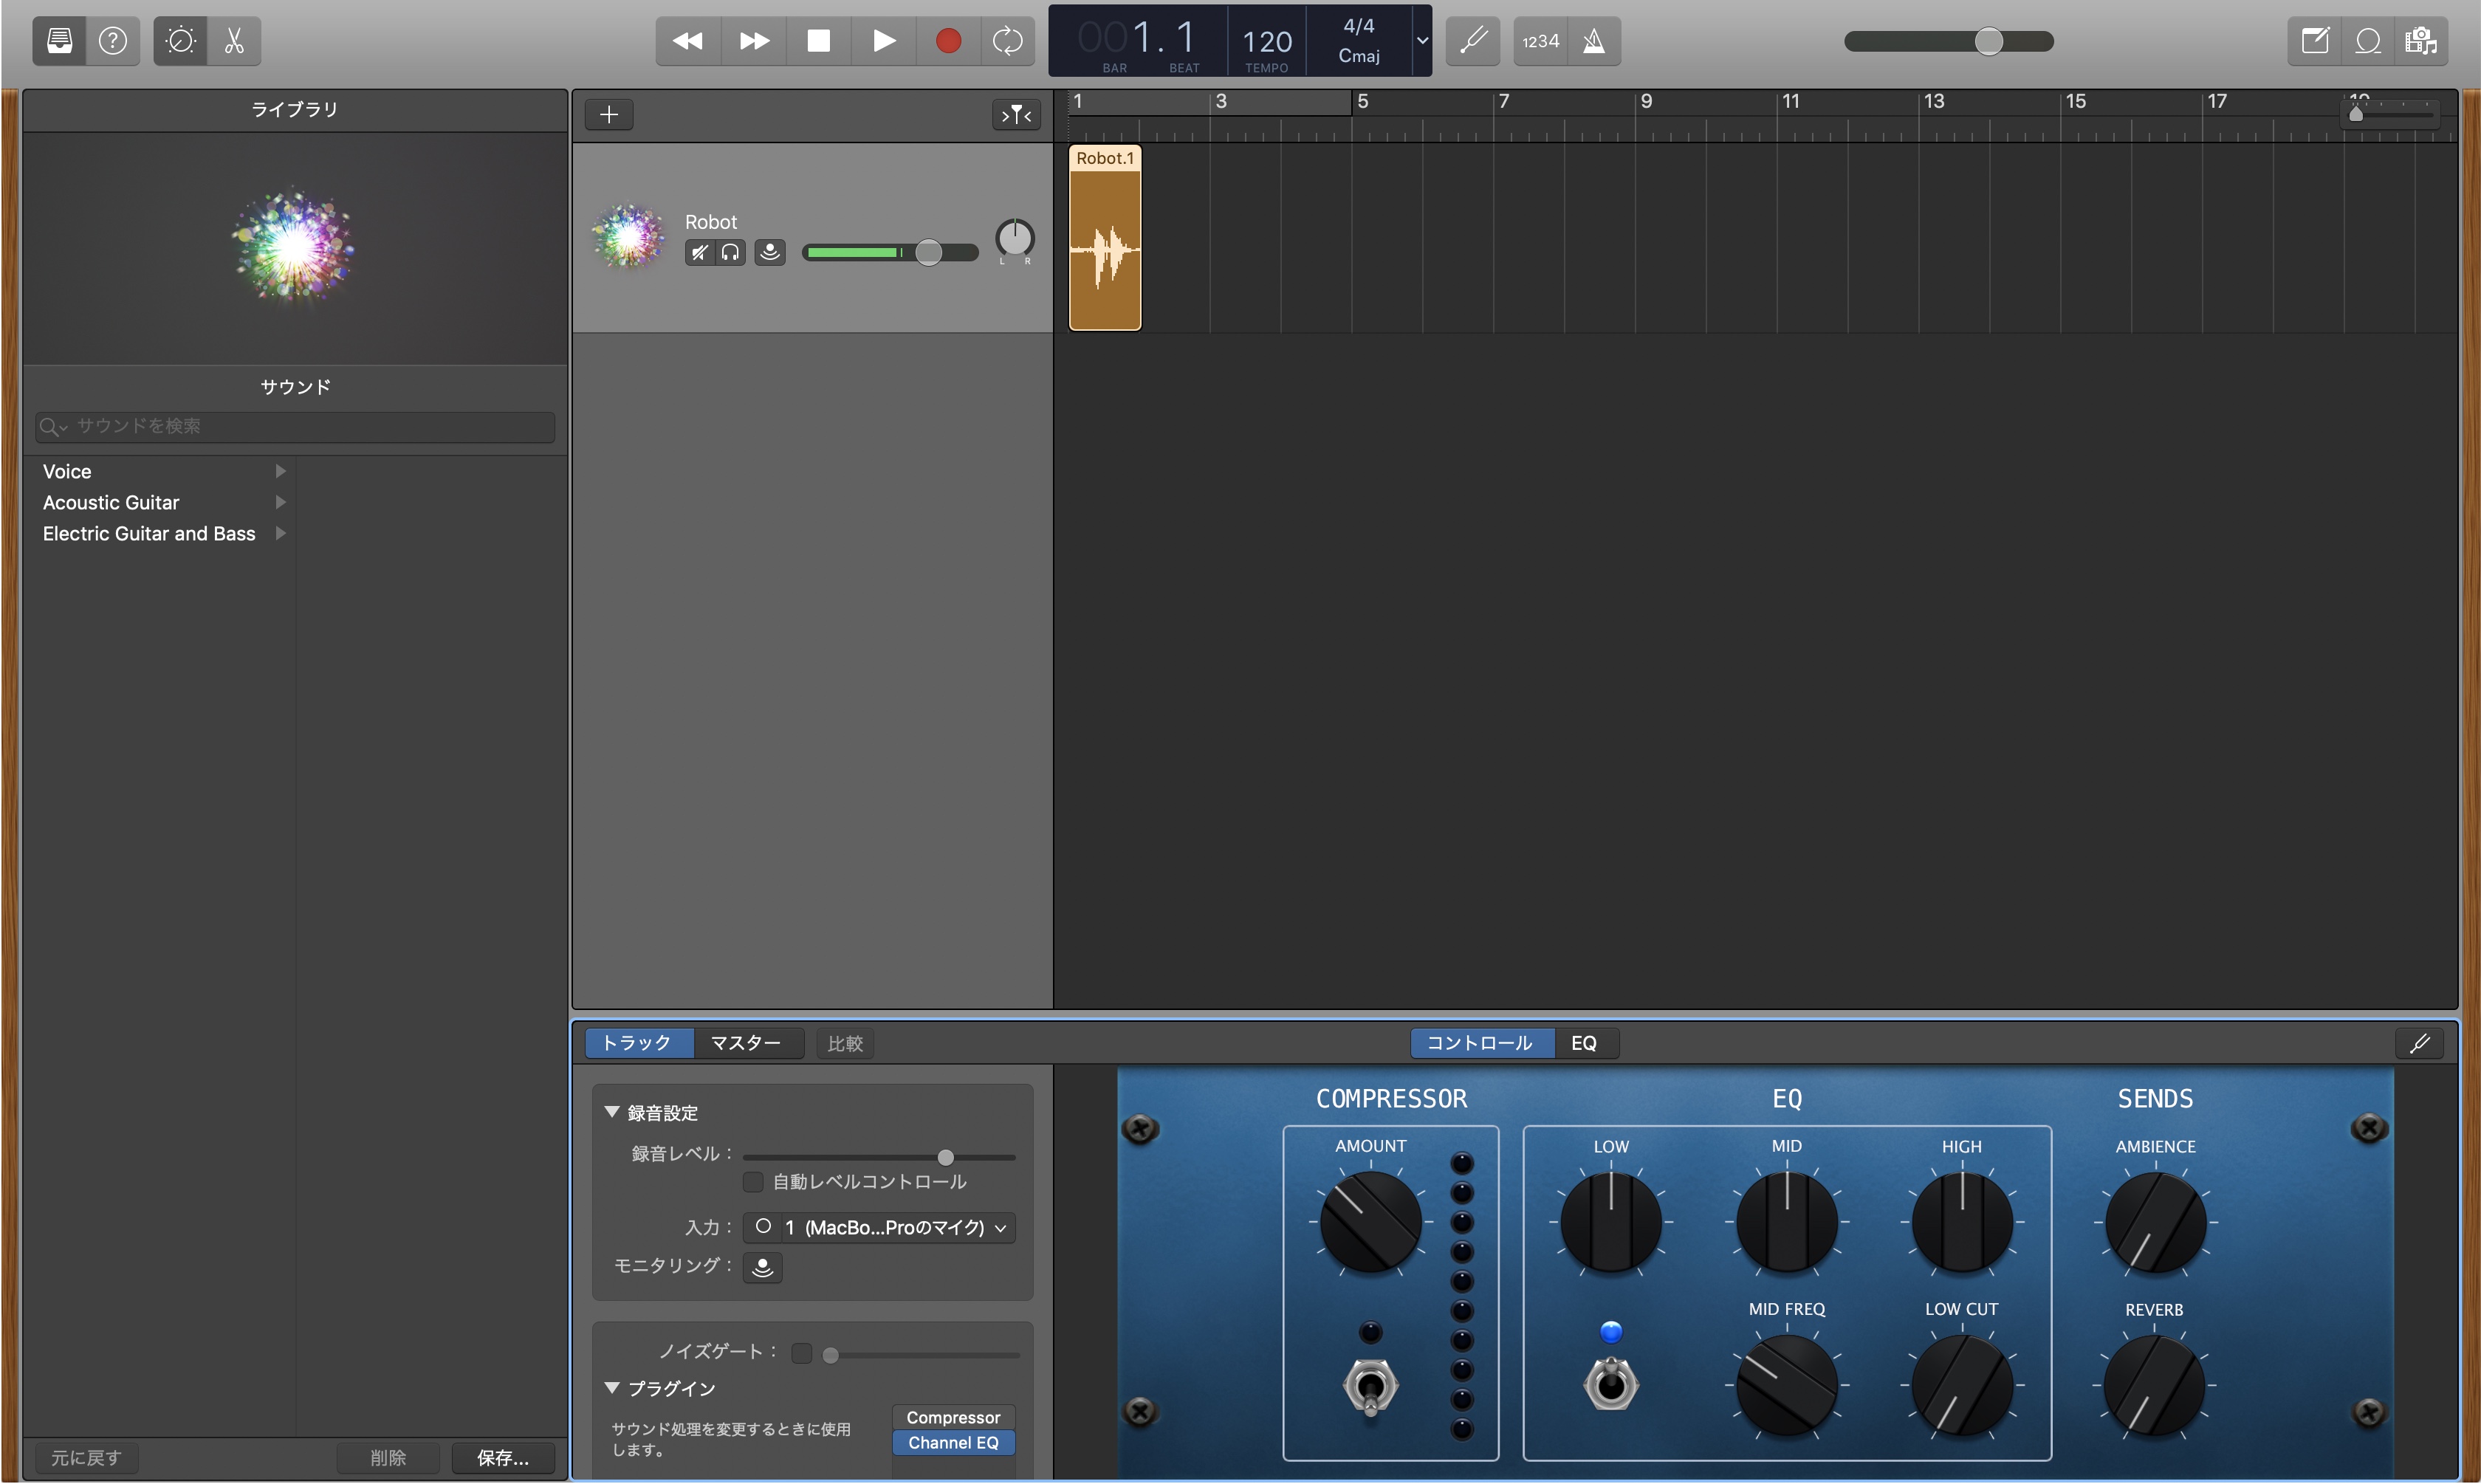 001. 1
BAR
BEAT
120
TEMPO
4/4
Cmaj
1234
ライブラリ
サウンド
サウンドを検索
Voice
Acoustic Guitar
Electric Guitar and Bass
元に戻す
削除
保存...
1
3
5
7
9
11
13
15
17
Robot
L
R
Robot.1
トラック
マスター
比較
コントロール
EQ
録音設定
録音レベル：
自動レベルコントロール
入力：
1 (MacBo...Proのマイク)
モニタリング：
ノイズゲート：
プラグイン
サウンド処理を変更するときに使用
します。
Compressor
Channel EQ
COMPRESSOR
AMOUNT
EQ
LOW
MID
HIGH
MID FREQ
LOW CUT
SENDS
AMBIENCE
REVERB